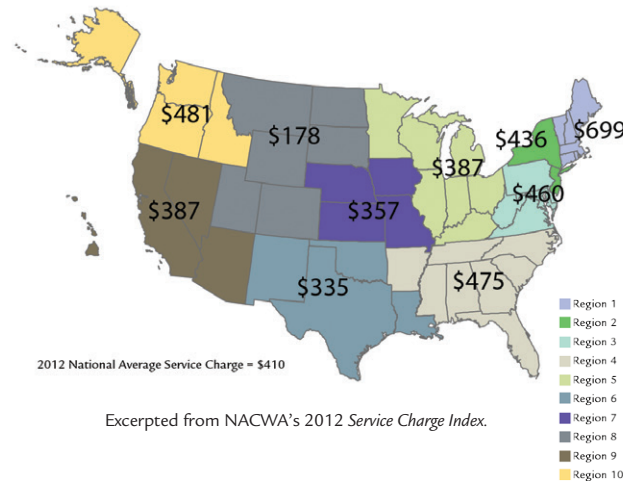 $481
$178
$436
$699
$387
$460
$387
$357
$335
$475
2012 National Average Service Charge = $410
Excerpted from NACWA's 2012 Service Charge Index.
Region 1
Region 2
Region 3
Region 4
Region 5
Region 6
Region 7
Region 8
Region 9
Region 10